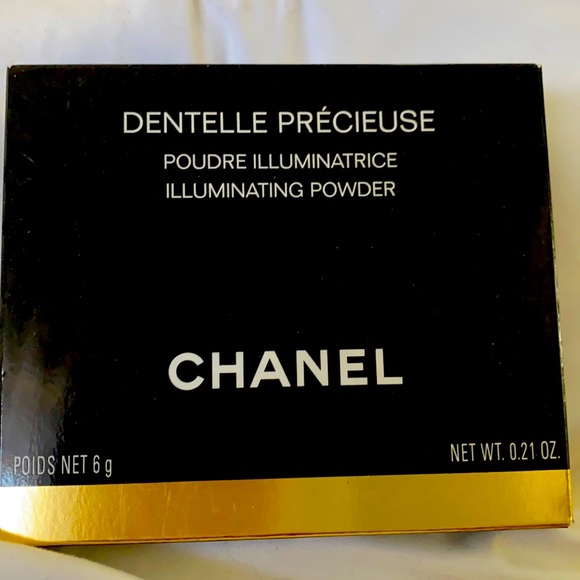 DENTELLE PRÉCIEUSE
POUDRE ILLUMINATRICE
ILLUMINATING POWDER
CHANEL
POIDS NET 6 g
NET WT. 0.21 OZ.